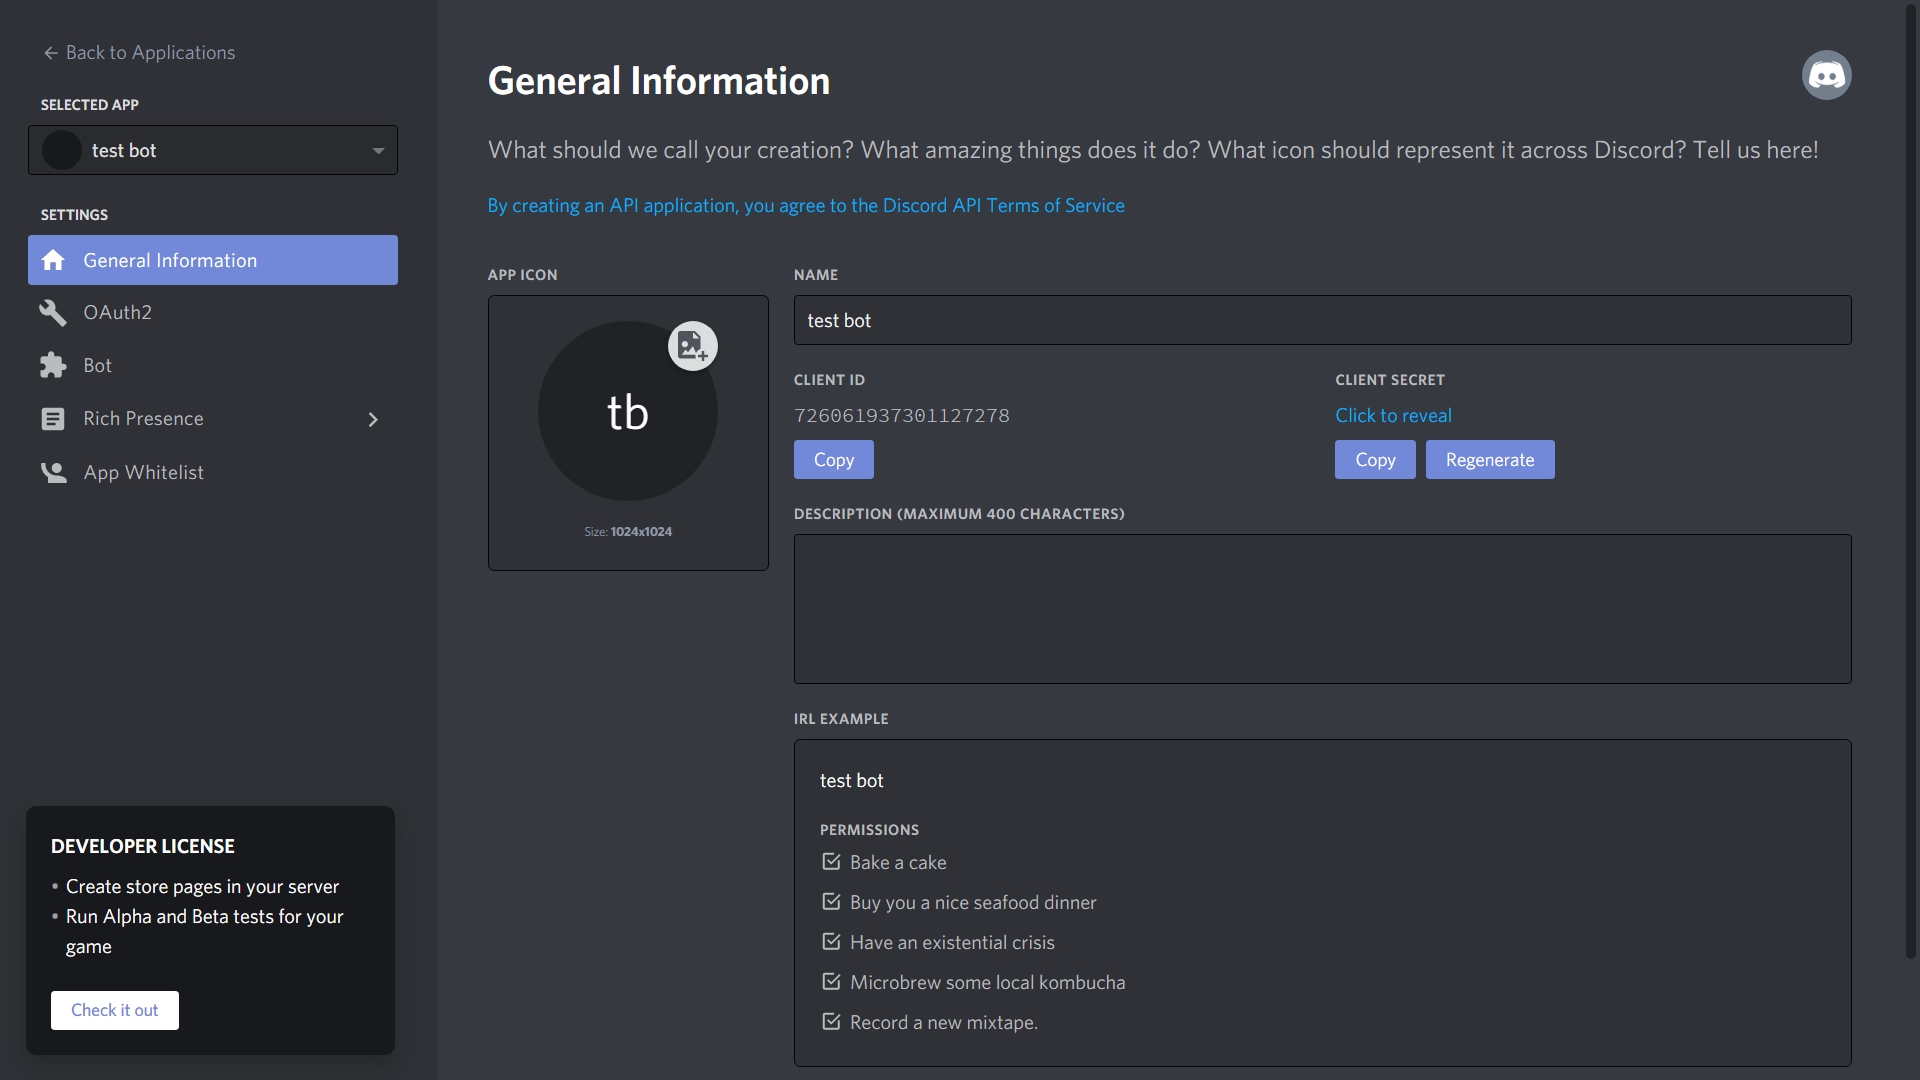 Back to Applications
SELECTED APP
test bot
SETTINGS
General Information
OAuth2
Bot
Rich Presence
App Whitelist
DEVELOPER LICENSE
• Create store pages in your server
• Run Alpha and Beta tests for your
game
Check it out
General Information
What should we call your creation? What amazing things does it do? What icon should represent it across Discord? Tell us here!
By creating an API application, you agree to the Discord API Terms of Service
APP ICON
tb
Size: 1024x1024
NAME
test bot
CLIENT ID
726061937301127278
Copy
CLIENT SECRET
Click to reveal
Copy Regenerate
DESCRIPTION (MAXIMUM 400 CHARACTERS)
IRL EXAMPLE
test bot
PERMISSIONS
Bake a cake
Buy you a nice seafood dinner
Have an existential crisis
Microbrew some local kombucha
Record a new mixtape.